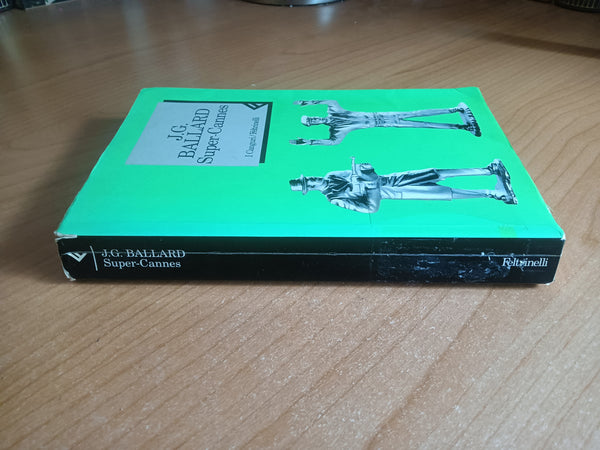 J.G.
BALLARD
Super-Cannes
I Canguri/Feltrinelli
J.G. BALLARD
Super-Cannes
Feltrinelli